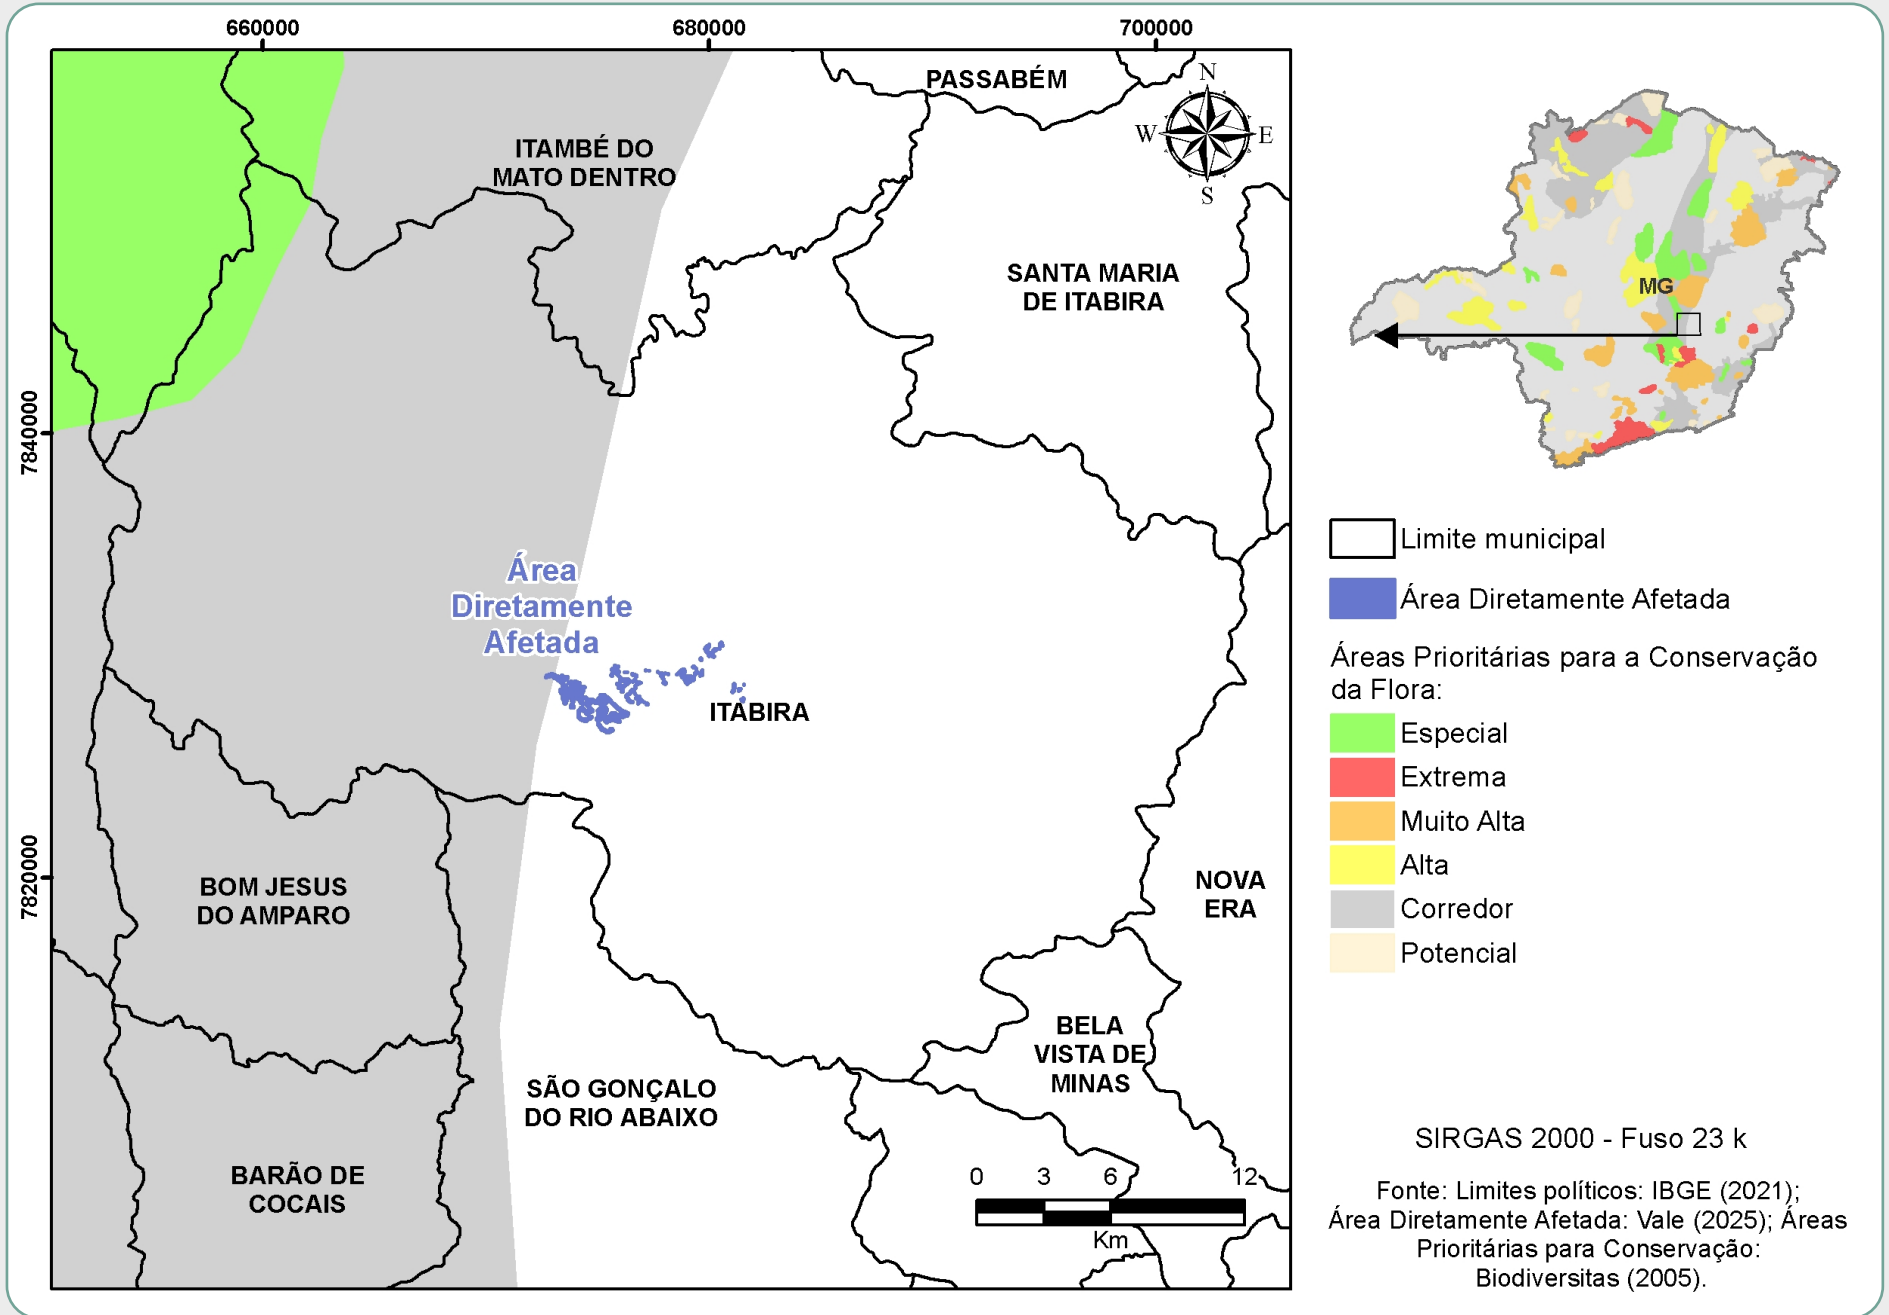 660000
680000
700000
7840000
7820000
PASSABÉM
N
W
E
S
ITAMBÉ DO
MATO DENTRO
SANTA MARIA
DE ITABIRA
Área
Diretamente
Afetada
ITABIRA
BOM JESUS
DO AMPARO
NOVA
ERA
BELA
VISTA DE
MINAS
SÃO GONÇALO
DO RIO ABAIXO
BARÃO DE
COCAIS
0 3 6 12
Km
MG
Limite municipal
Área Diretamente Afetada
Áreas Prioritárias para a Conservação
da Flora:
Especial
Extrema
Muito Alta
Alta
Corredor
Potencial
SIRGAS 2000 - Fuso 23 k
Fonte: Limites políticos: IBGE (2021);
Área Diretamente Afetada: Vale (2025); Áreas
Prioritárias para Conservação:
Biodiversitas (2005).